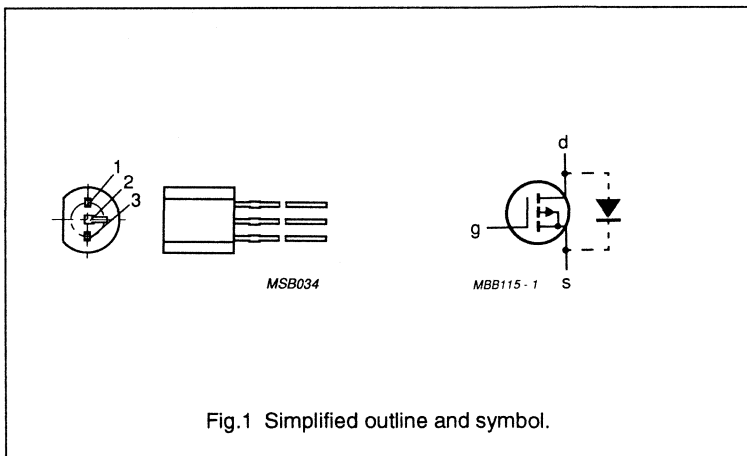 1
2
3
MSB034
d
g
MBB115 - 1
s
Fig.1 Simplified outline and symbol.